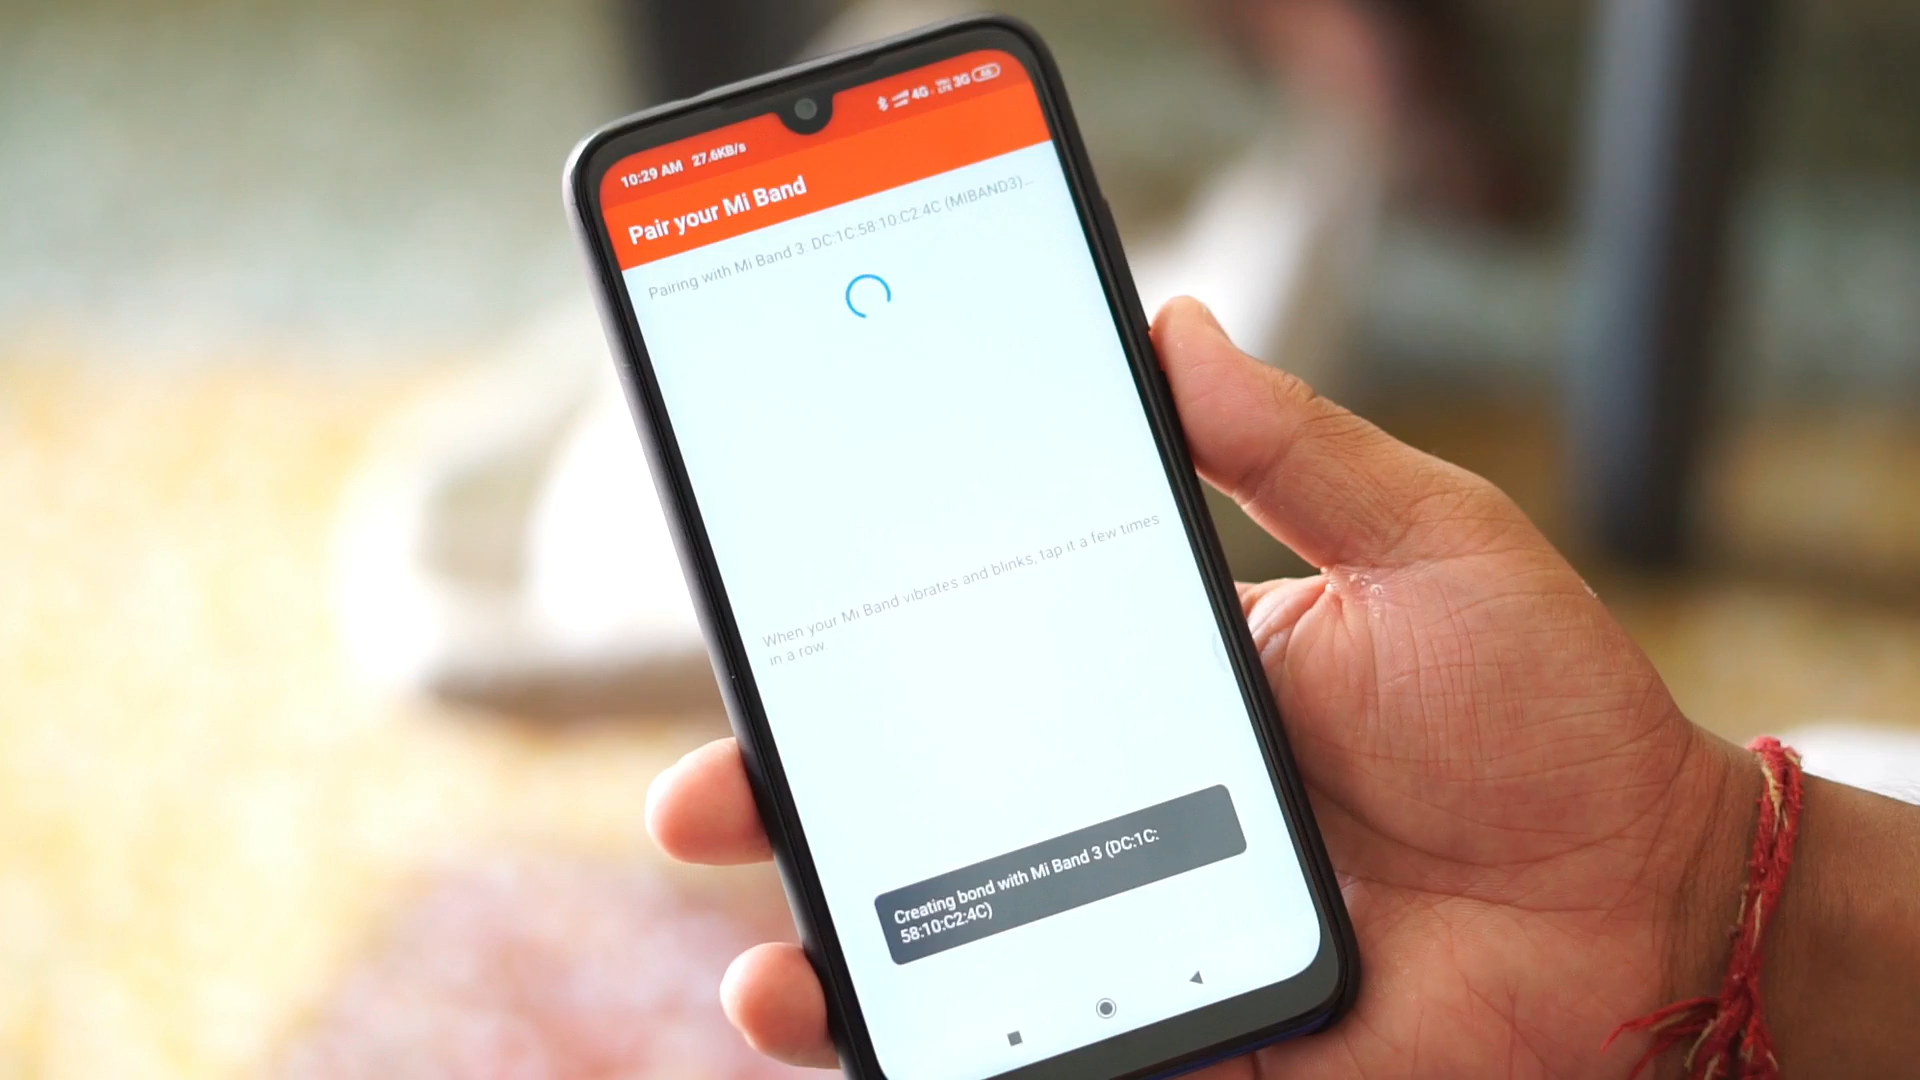 10:29 AM 27.6KB/s 4G VoLTE 3G
Pair your Mi Band
Pairing with Mi Band 3: DC:1C:58:10:C2:4C (MIBAND3)...
When your Mi Band vibrates and blinks, tap it a few times
in a row.
Creating bond with Mi Band 3 (DC:1C:
58:10:C2:4C)